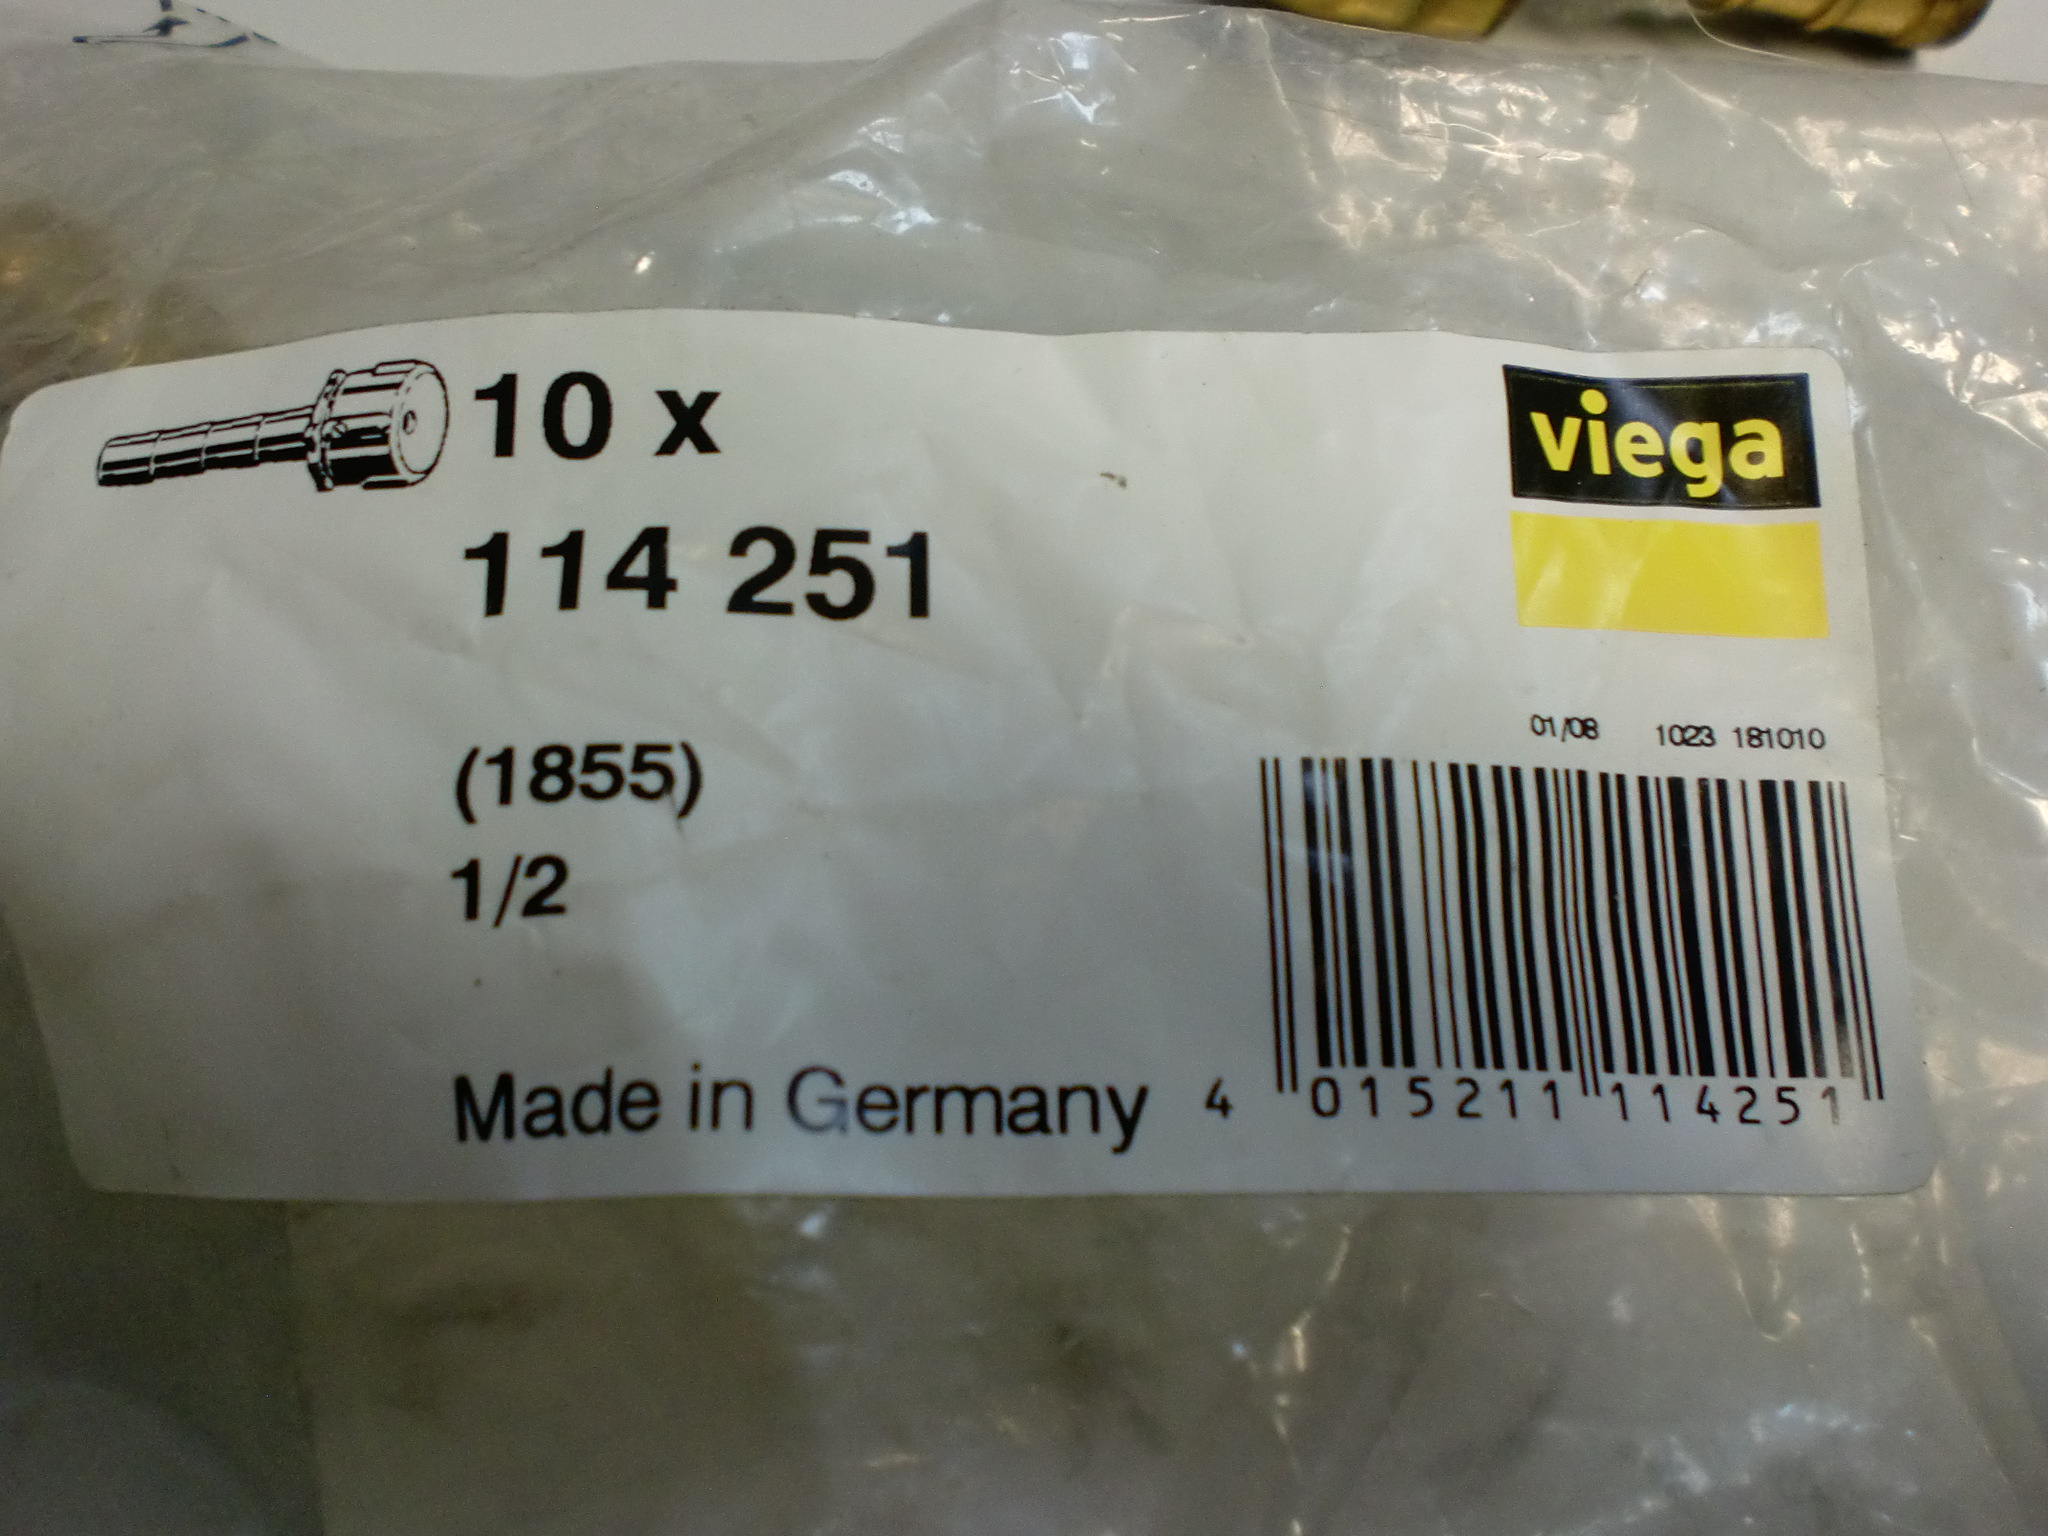 10 x
viega
114 251
01/08 1023 181010
(1855)
1/2
Made in Germany
4 015211 114251